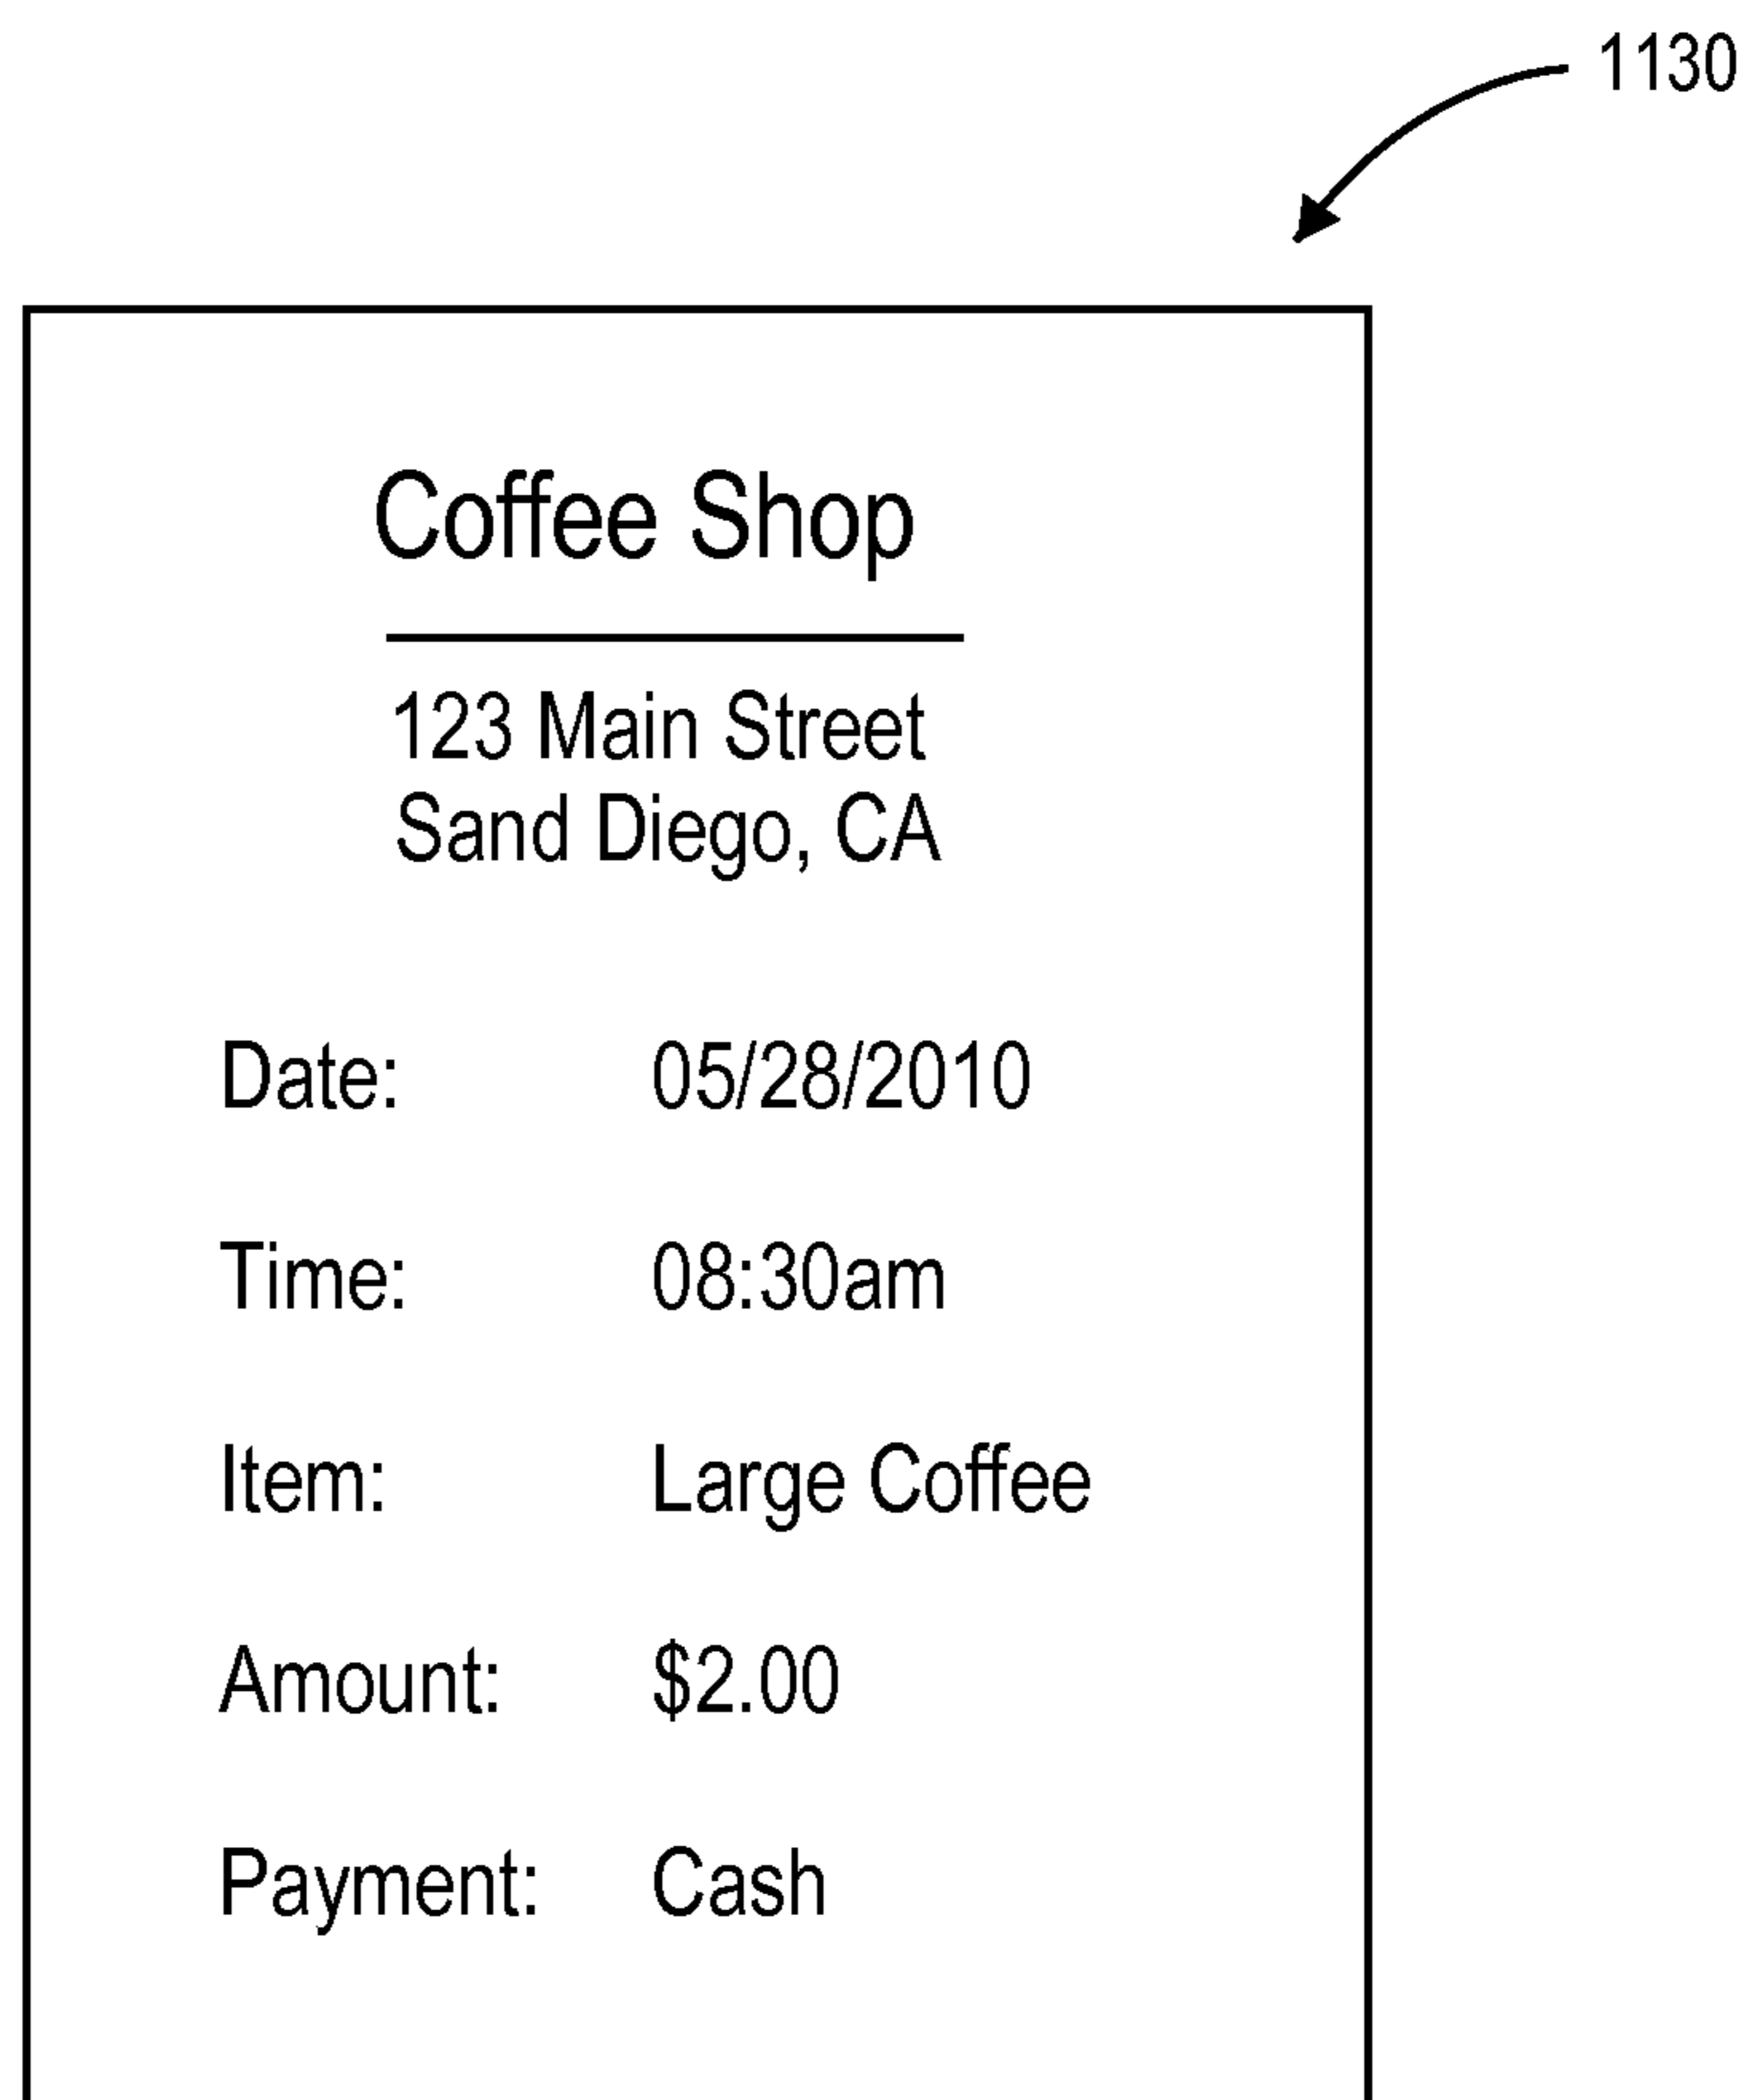 1130
Coffee Shop
123 Main Street
Sand Diego, CA
Date: 05/28/2010
Time: 08:30am
Item: Large Coffee
Amount: $2.00
Payment: Cash